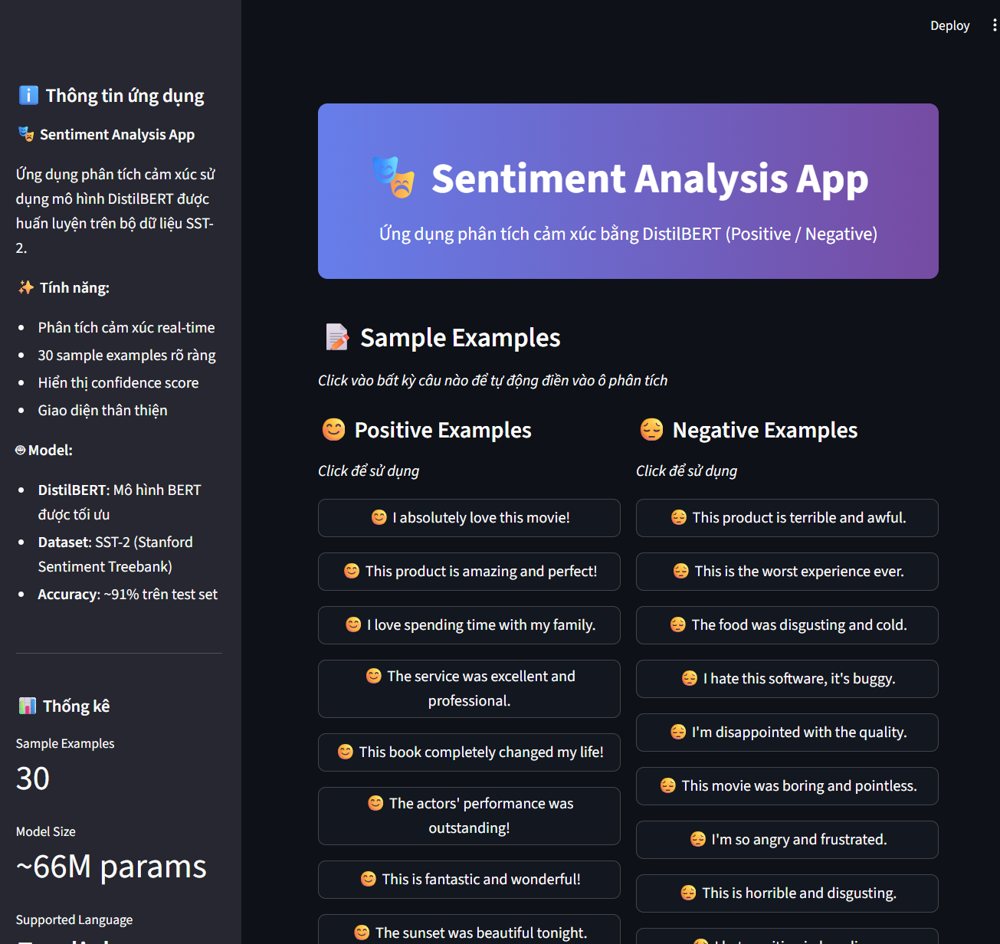 Deploy
Thông tin ứng dụng
Sentiment Analysis App
Ứng dụng phân tích cảm xúc sử
dụng mô hình DistilBERT được
huấn luyện trên bộ dữ liệu SST-
2.
Tính năng:
Phân tích cảm xúc real-time
30 sample examples rõ ràng
Hiển thị confidence score
Giao diện thân thiện
Model:
DistilBERT: Mô hình BERT
được tối ưu
Dataset: SST-2 (Stanford
Sentiment Treebank)
Accuracy: ~91% trên test set
Thống kê
Sample Examples
30
Model Size
~66M params
Supported Language
Sentiment Analysis App
Ứng dụng phân tích cảm xúc bằng DistilBERT (Positive / Negative)
Sample Examples
Click vào bất kỳ câu nào để tự động điền vào ô phân tích
Positive Examples
Click để sử dụng
I absolutely love this movie!
This product is amazing and perfect!
I love spending time with my family.
The service was excellent and
professional.
This book completely changed my life!
The actors' performance was
outstanding!
This is fantastic and wonderful!
The sunset was beautiful tonight.
Negative Examples
Click để sử dụng
This product is terrible and awful.
This is the worst experience ever.
The food was disgusting and cold.
I hate this software, it's buggy.
I'm disappointed with the quality.
This movie was boring and pointless.
I'm so angry and frustrated.
This is horrible and disgusting.